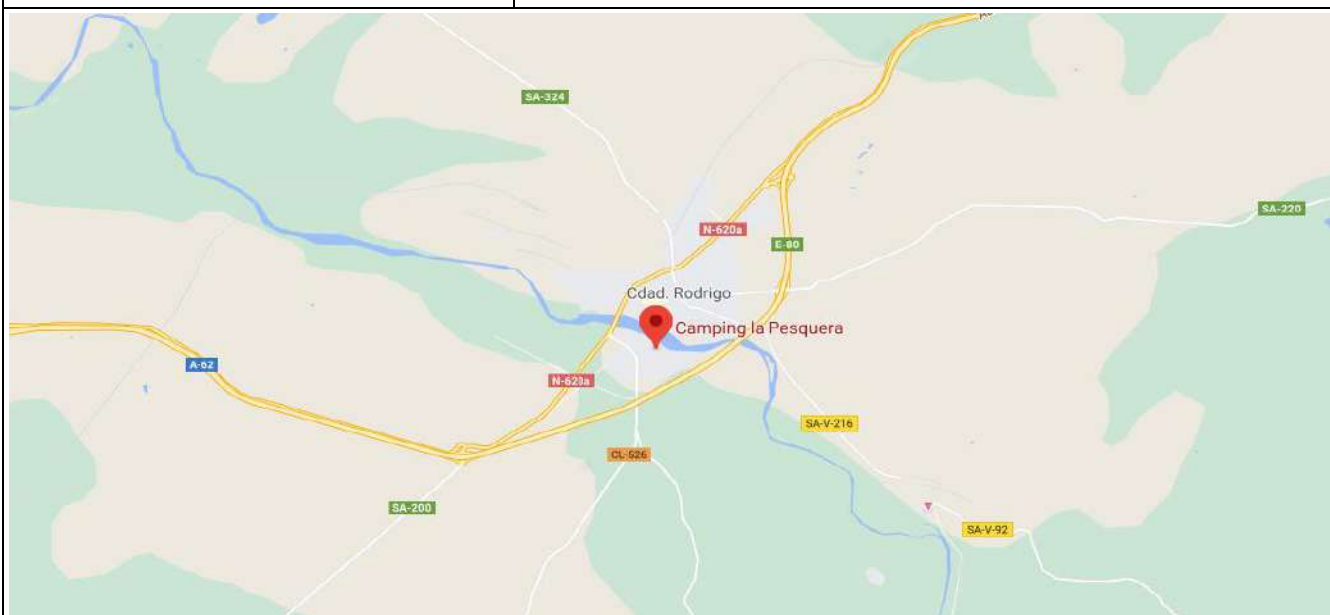 SA-324
SA-220
N-620a
E-80
Cdad. Rodrigo
Camping la Pesquera
A-62
N-620a
SA-V-216
CL-526
SA-200
SA-V-92